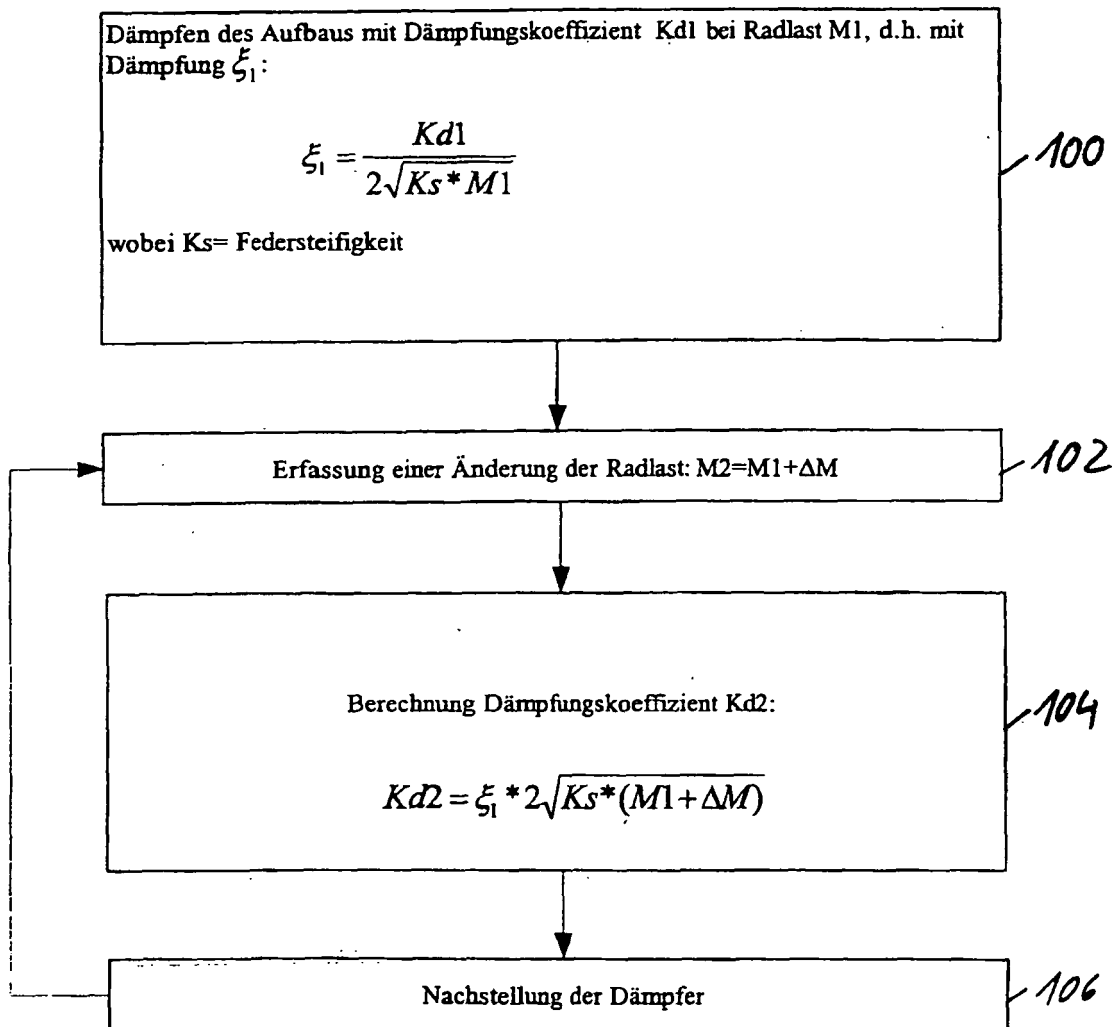 Dämpfen des Aufbaus mit Dämpfungskoeffizient Kd1 bei Radlast M1, d.h. mit
Dämpfung ξ₁:
ξ₁ = Kd1 / 2√(Ks * M1)
100
wobei Ks= Federsteifigkeit
Erfassung einer Änderung der Radlast: M2=M1+ΔM
102
Berechnung Dämpfungskoeffizient Kd2:
104
Kd2 = ξ₁ * 2√(Ks * (M1 + ΔM))
Nachstellung der Dämpfer
106